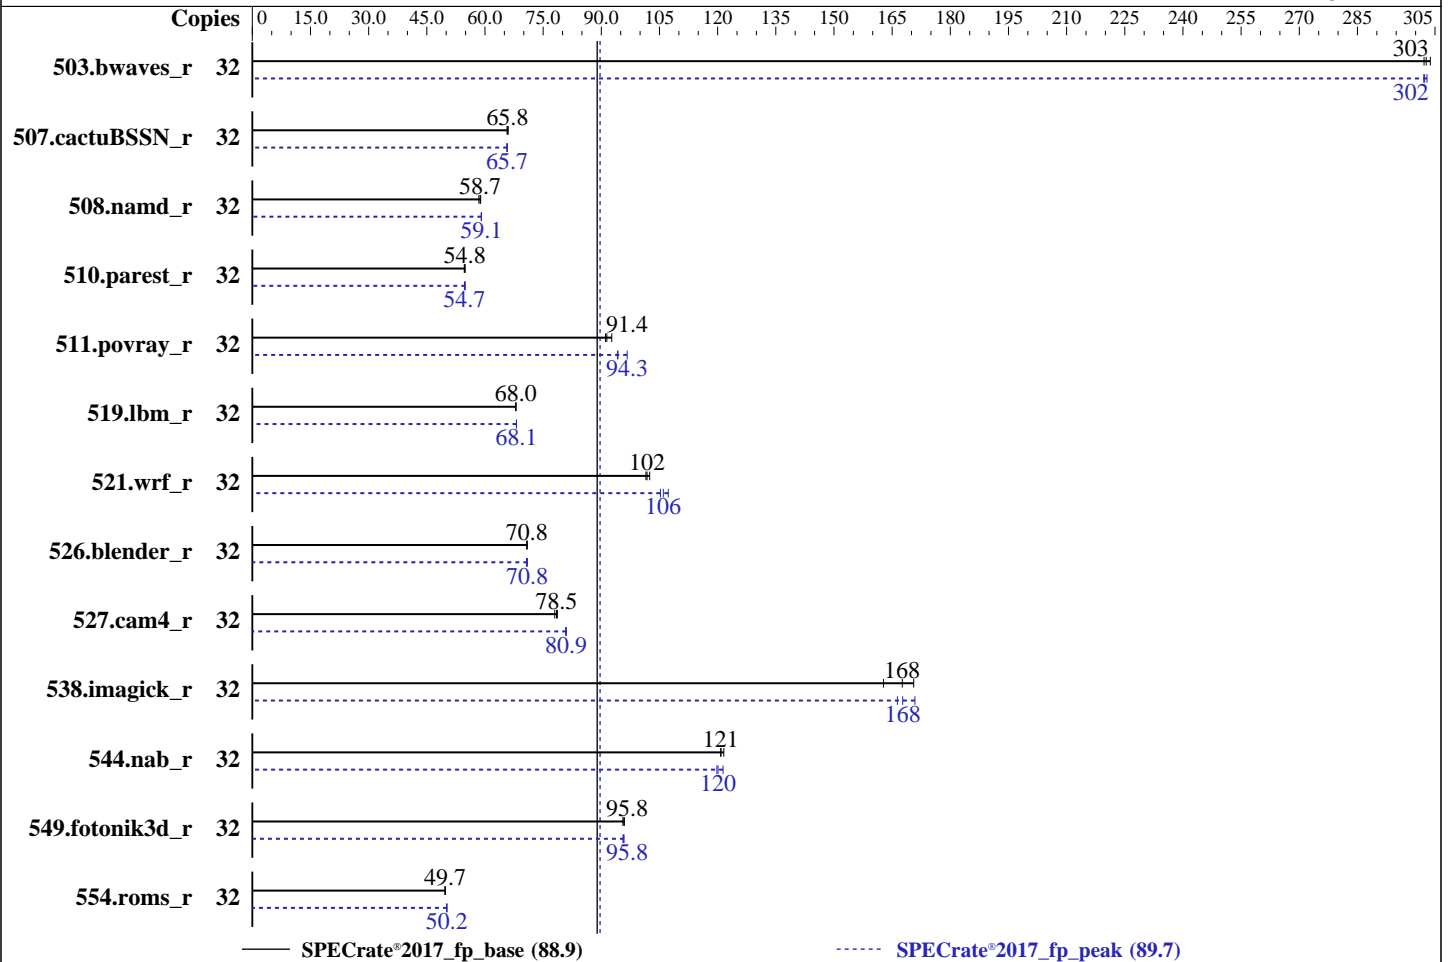 Copies 0 15.0 30.0 45.0 60.0 75.0 90.0 105 120 135 150 165 180 195 210 225 240 255 270 285 305
303
503.bwaves_r 32
302
65.8
507.cactuBSSN_r 32
65.7
58.7
508.namd_r 32
59.1
54.8
510.parest_r 32
54.7
91.4
511.povray_r 32
94.3
68.0
519.lbm_r 32
68.1
102
521.wrf_r 32
106
70.8
526.blender_r 32
70.8
78.5
527.cam4_r 32
80.9
168
538.imagick_r 32
168
121
544.nab_r 32
120
95.8
549.fotonik3d_r 32
95.8
49.7
554.roms_r 32
50.2
SPECrate®2017_fp_base (88.9) SPECrate®2017_fp_peak (89.7)